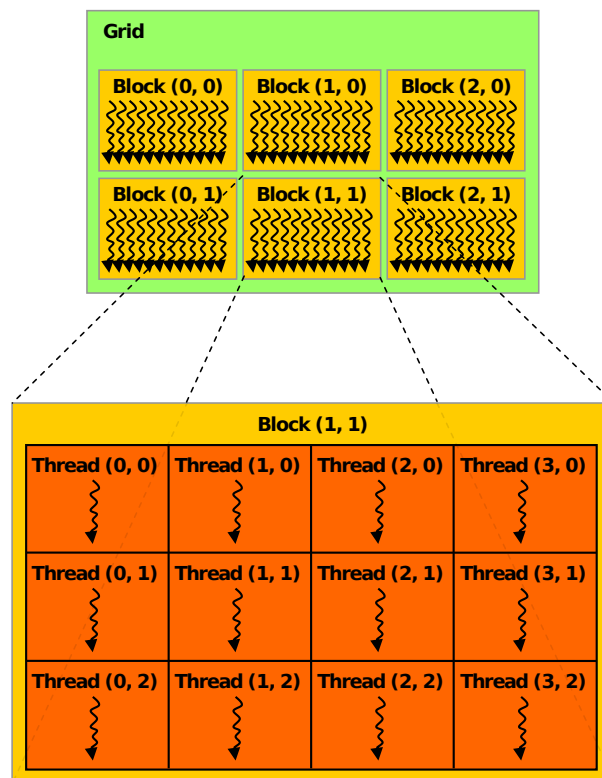 Grid
Block (0, 0) Block (1, 0) Block (2, 0)
Block (0, 1) Block (1, 1) Block (2, 1)
Block (1, 1)
Thread (0, 0) Thread (1, 0) Thread (2, 0) Thread (3, 0)
Thread (0, 1) Thread (1, 1) Thread (2, 1) Thread (3, 1)
Thread (0, 2) Thread (1, 2) Thread (2, 2) Thread (3, 2)